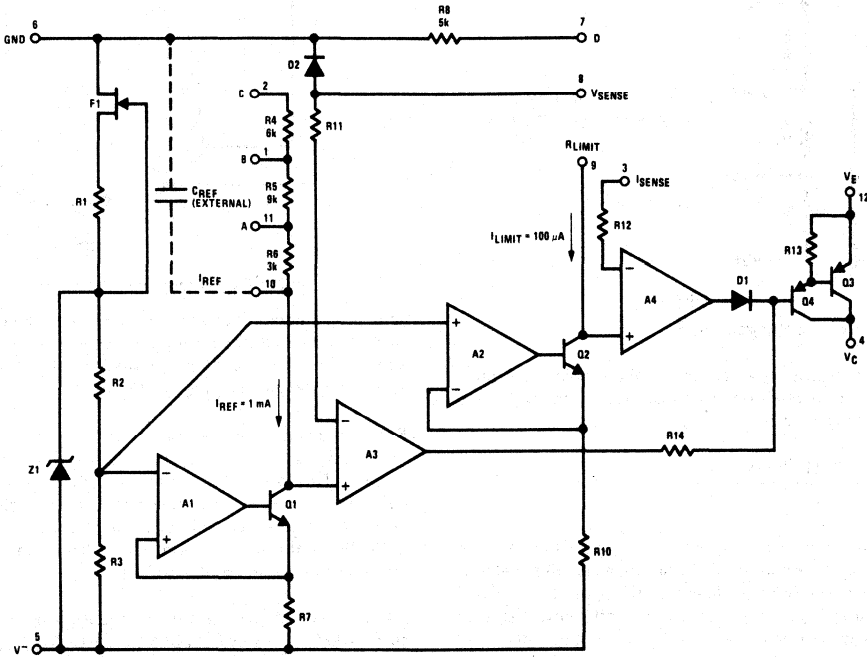 R8
5k
6
GND
7
D
D2
8
VSENSE
C
2
F1
R4
6k
R11
RLIMIT
9
B
1
3
ISENSE
VE
12
R1
CREF
(EXTERNAL)
R5
9k
A
11
ILIMIT = 100 µA
R12
R13
R6
3k
IREF
10
−
A4
+
D1
Q4
Q3
4
VC
+
A2
−
Q2
R2
IREF = 1 mA
−
A3
+
R14
Z1
−
A1
+
Q1
R3
R10
R7
5
V−